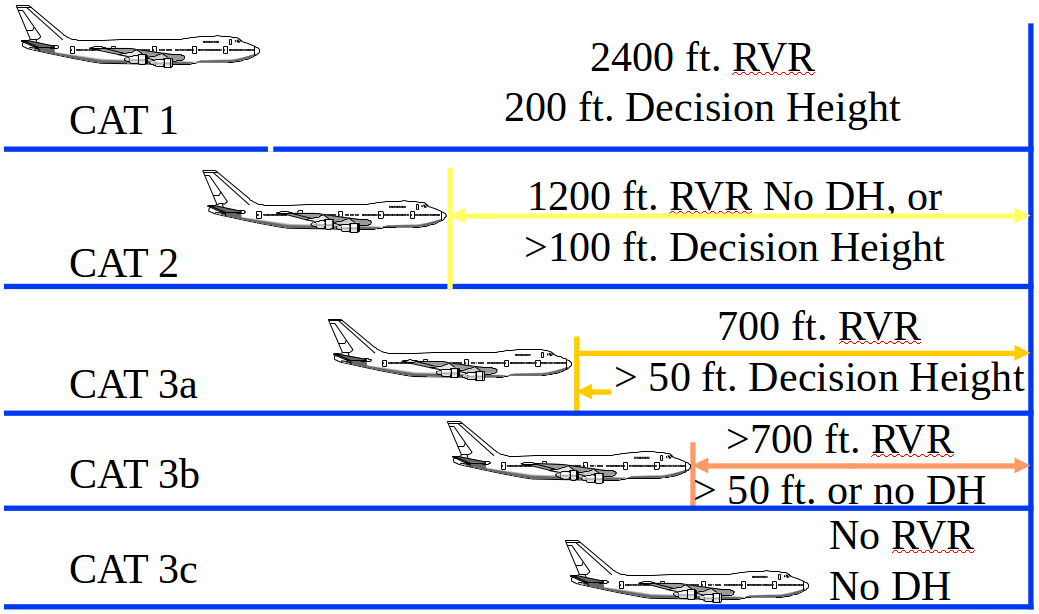 2400 ft. RVR
200 ft. Decision Height
CAT 1
1200 ft. RVR No DH, or
>100 ft. Decision Height
CAT 2
700 ft. RVR
> 50 ft. Decision Height
CAT 3a
>700 ft. RVR
> 50 ft. or no DH
CAT 3b
No RVR
No DH
CAT 3c